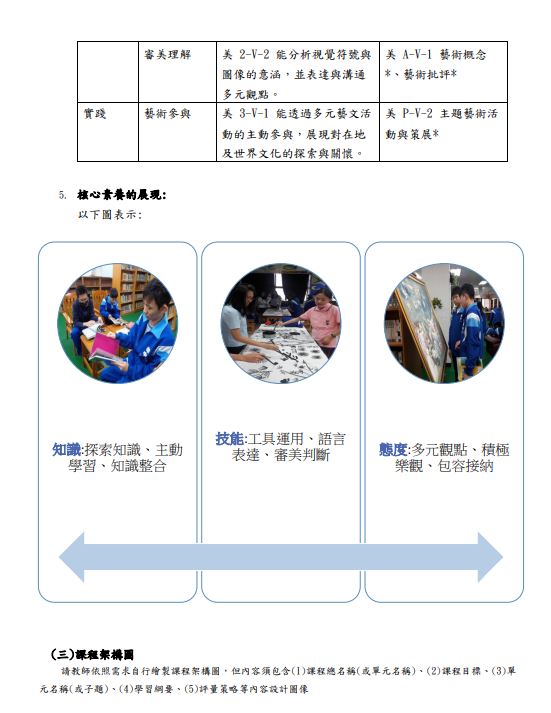 審美理解
美 2-V-2 能分析視覺符號與
圖像的意涵，並表達與溝通
多元觀點。
美 A-V-1 藝術概念
*、藝術批評*
實踐
藝術參與
美 3-V-1 能透過多元藝文活
動的主動參與，展現對在地
及世界文化的探索與關懷。
美 P-V-2 主題藝術活
動與策展*
5. 核心素養的展現:
以下圖表示:
知識:探索知識、主動
學習、知識整合
技能:工具運用、語言
表達、審美判斷
態度:多元觀點、積極
樂觀、包容接納
(三)課程架構圖
請教師依照需求自行繪製課程架構圖，但內容須包含(1)課程總名稱(或單元名稱)、(2)課程目標、(3)單
元名稱(或子題)、(4)學習綱要、(5)評量策略等內容設計圖像